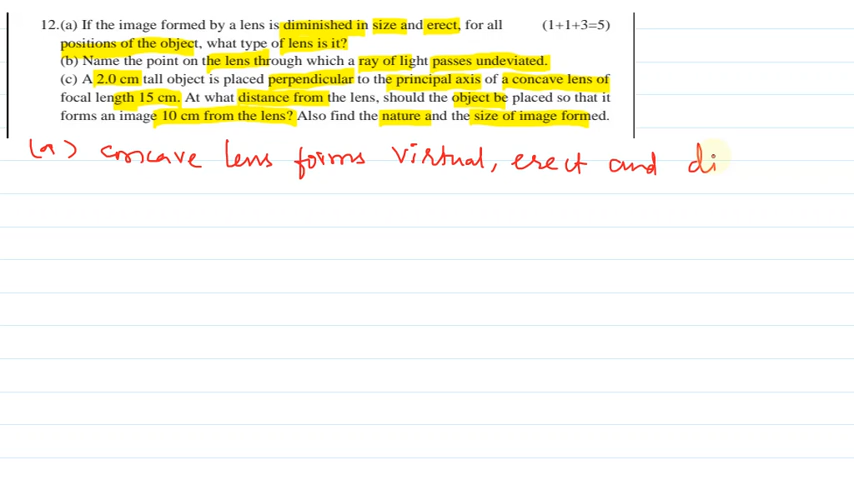 12.(a) If the image formed by a lens is diminished in size and erect, for all (1+1+3=5)
positions of the object, what type of lens is it?
(b) Name the point on the lens through which a ray of light passes undeviated.
(c) A 2.0 cm tall object is placed perpendicular to the principal axis of a concave lens of
focal length 15 cm. At what distance from the lens, should the object be placed so that it
forms an image 10 cm from the lens? Also find the nature and the size of image formed.
(a) concave lens forms virtual, erect and di